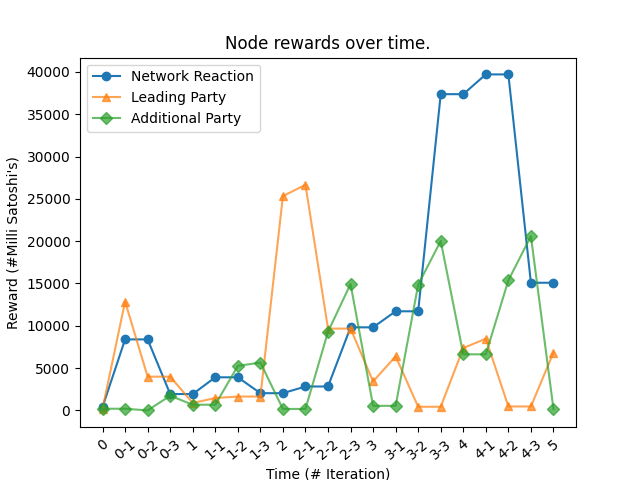 Node rewards over time.
Network Reaction
Leading Party
Additional Party
Reward (#Milli Satoshi's)
40000
35000
30000
25000
20000
15000
10000
5000
0
0 0-1 0-2 0-3 1 1-1 1-2 1-3 2 2-1 2-2 2-3 3 3-1 3-2 3-3 4 4-1 4-2 4-3 5
Time (# Iteration)